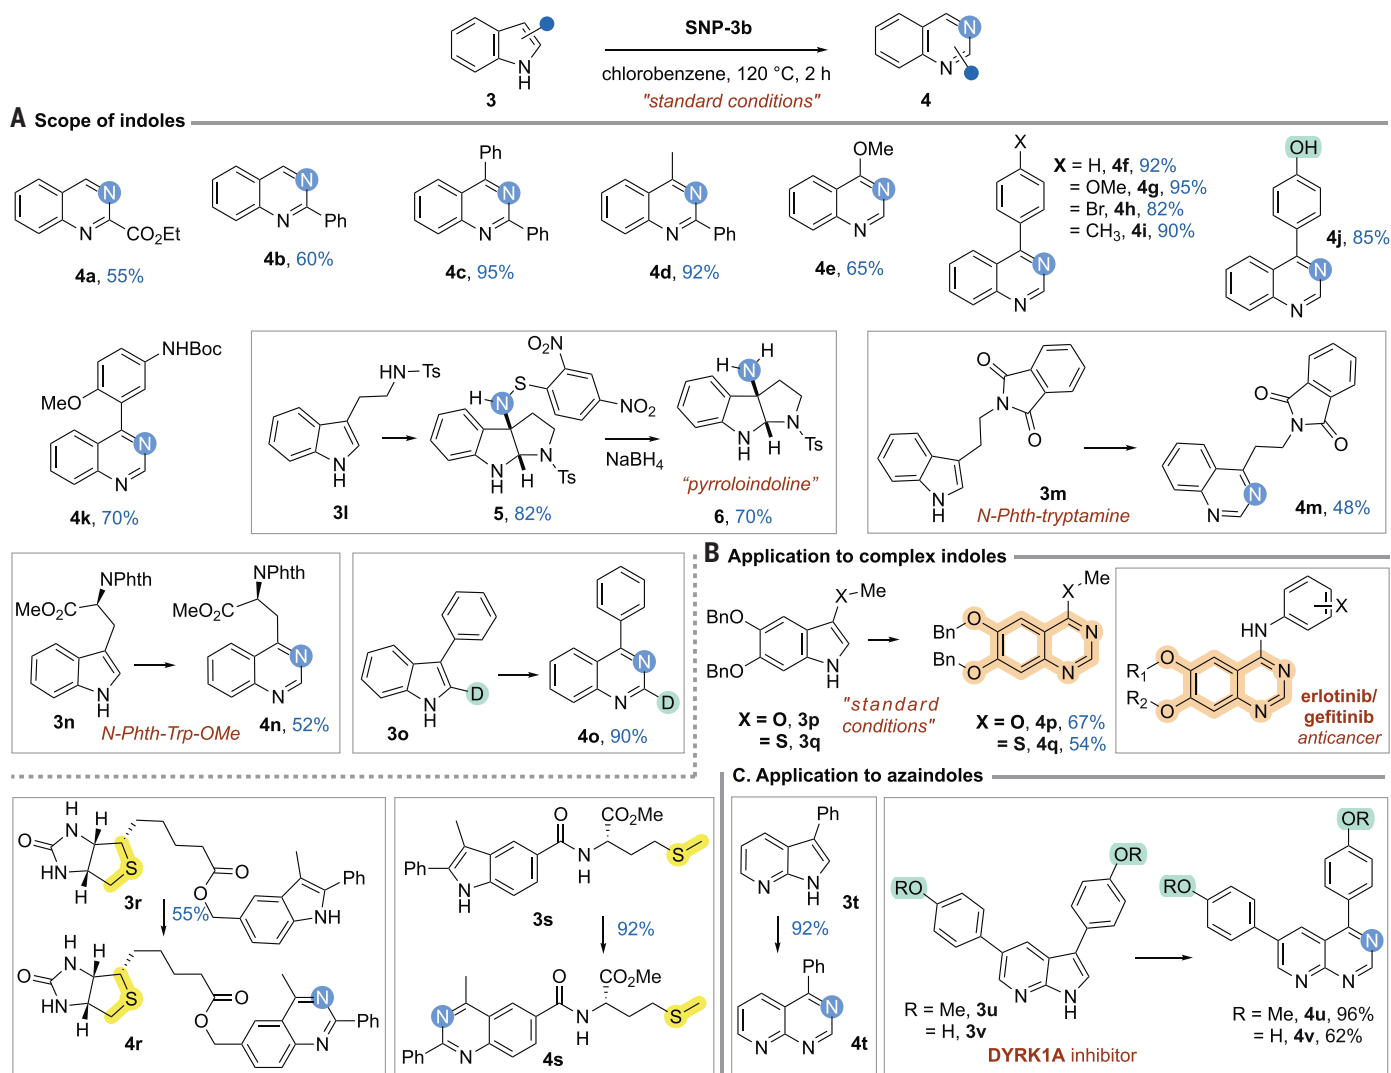 SNP-3b
chlorobenzene, 120 °C, 2 h
"standard conditions"
N
H
3
N
N
4
A Scope of indoles
N
N
CO₂Et
4a, 55%
N
N
Ph
4b, 60%
Ph
N
N
Ph
4c, 95%
N
N
Ph
4d, 92%
OMe
N
N
4e, 65%
X
N
N
X = H, 4f, 92%
= OMe, 4g, 95%
= Br, 4h, 82%
= CH₃, 4i, 90%
OH
N
N
4j, 85%
NHBoc
MeO
N
N
4k, 70%
HN
Ts
N
H
3l
O₂N
S
H
N
NO₂
N
H
H
N
Ts
5, 82%
NaBH₄
H
H
N
N
H
H
N
Ts
"pyrroloindoline"
6, 70%
O
N
O
N
H
3m
N-Phth-tryptamine
O
N
O
N
N
4m, 48%
NPhth
MeO₂C
N
H
3n
N-Phth-Trp-OMe
NPhth
MeO₂C
N
N
4n, 52%
D
N
H
3o
N
N
D
4o, 90%
B Application to complex indoles
X
Me
BnO
BnO
N
H
X = O, 3p
= S, 3q
"standard
conditions"
X
Me
Bn
O
Bn
O
N
N
X = O, 4p, 67%
= S, 4q, 54%
X
HN
R₁
O
R₂
O
N
N
erlotinib/
gefitinib
anticancer
H
N
H
O
HN
H
S
3r
O
O
N
H
Ph
55%
H
N
H
O
HN
H
S
4r
O
O
N
N
Ph
Ph
N
H
O
N
H
CO₂Me
S
3s
92%
N
N
Ph
O
N
H
CO₂Me
S
4s
C. Application to azaindoles
Ph
N
N
H
3t
92%
Ph
N
N
N
4t
RO
OR
N
N
H
R = Me, 3u
= H, 3v
DYRK1A inhibitor
OR
RO
N
N
N
R = Me, 4u, 96%
= H, 4v, 62%